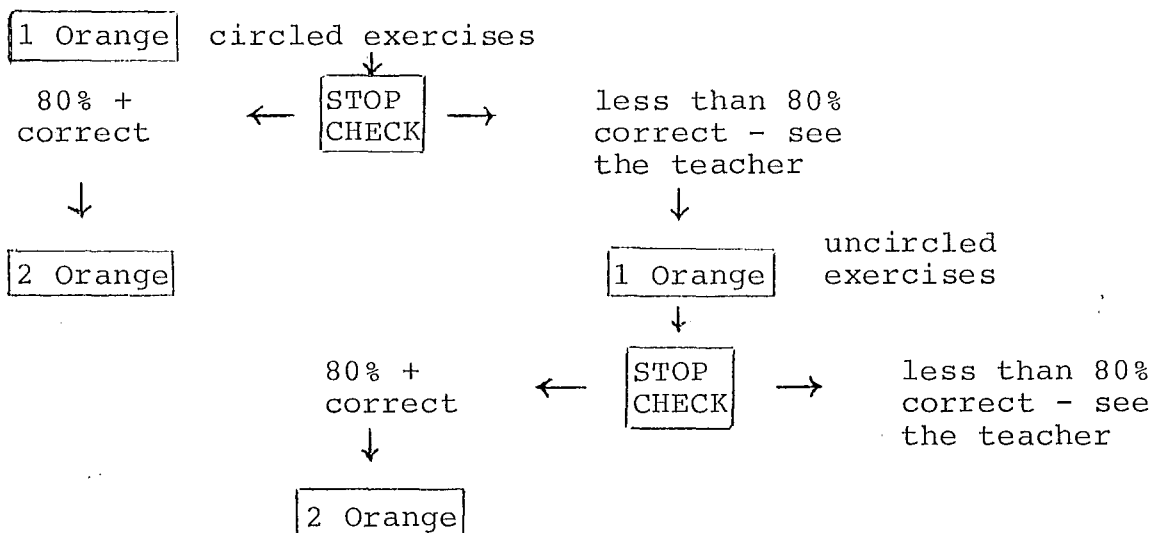 1 Orange circled exercises
80% +
correct
← STOP
CHECK →
less than 80%
correct - see
the teacher
2 Orange
1 Orange
uncircled
exercises
80% +
correct
← STOP
CHECK →
less than 80%
correct - see
the teacher
2 Orange